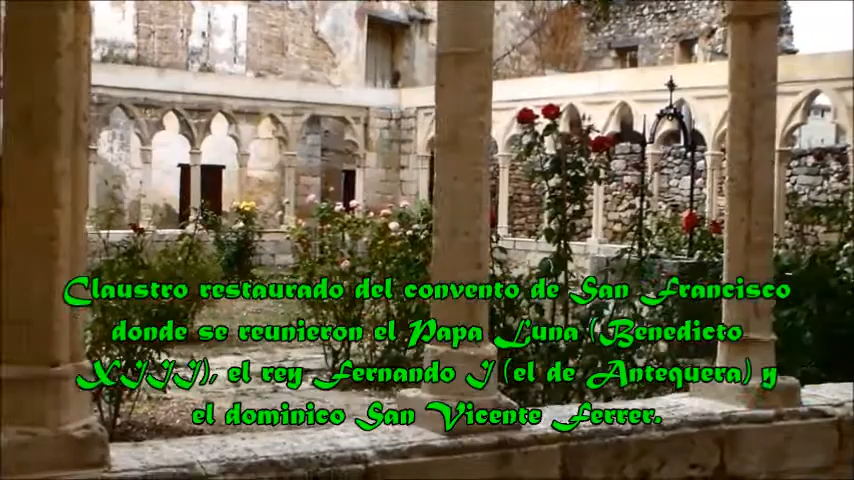 Claustro restaurado del convento de San Francisco
donde se reunieron el Papa Luna (Benedicto
XIII), el rey Fernando I (el de Antequera) y
el dominico San Vicente Ferrer.